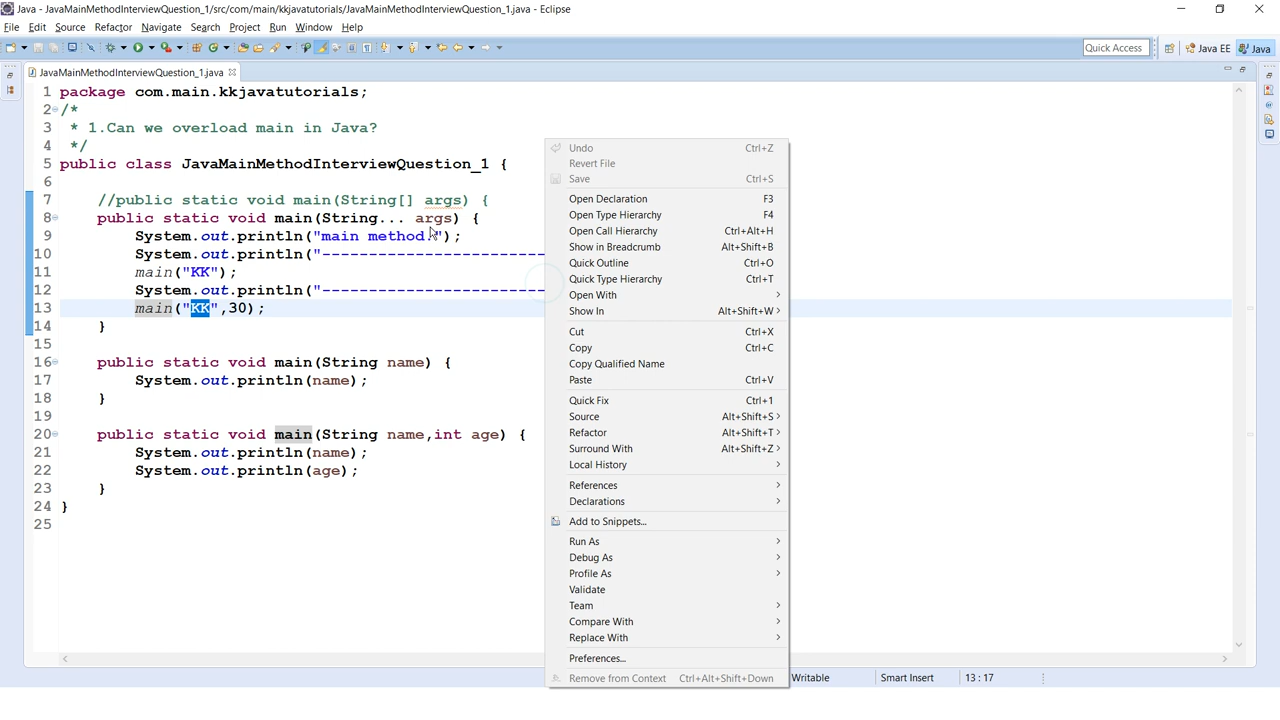 Java - JavaMainMethodInterviewQuestion_1/src/com/main/kkjavatutorials/JavaMainMethodInterviewQuestion_1.java - Eclipse
File Edit Source Refactor Navigate Search Project Run Window Help
Quick Access Java EE Java
JavaMainMethodInterviewQuestion_1.java
1 package com.main.kkjavatutorials;
2 /*
3 * 1.Can we overload main in Java?
4 */
5 public class JavaMainMethodInterviewQuestion_1 {
6
7 //public static void main(String[] args) {
8 public static void main(String... args) {
9 System.out.println("main method.");
10 System.out.println("------------------------
11 main("KK");
12 System.out.println("------------------------
13 main("KK",30);
14 }
15
16 public static void main(String name) {
17 System.out.println(name);
18 }
19
20 public static void main(String name,int age) {
21 System.out.println(name);
22 System.out.println(age);
23 }
24 }
25
Undo Ctrl+Z
Revert File
Save Ctrl+S
Open Declaration F3
Open Type Hierarchy F4
Open Call Hierarchy Ctrl+Alt+H
Show in Breadcrumb Alt+Shift+B
Quick Outline Ctrl+O
Quick Type Hierarchy Ctrl+T
Open With
Show In Alt+Shift+W
Cut Ctrl+X
Copy Ctrl+C
Copy Qualified Name
Paste Ctrl+V
Quick Fix Ctrl+1
Source Alt+Shift+S
Refactor Alt+Shift+T
Surround With Alt+Shift+Z
Local History
References
Declarations
Add to Snippets...
Run As
Debug As
Profile As
Validate
Team
Compare With
Replace With
Preferences...
Remove from Context Ctrl+Alt+Shift+Down
Writable Smart Insert 13 : 17